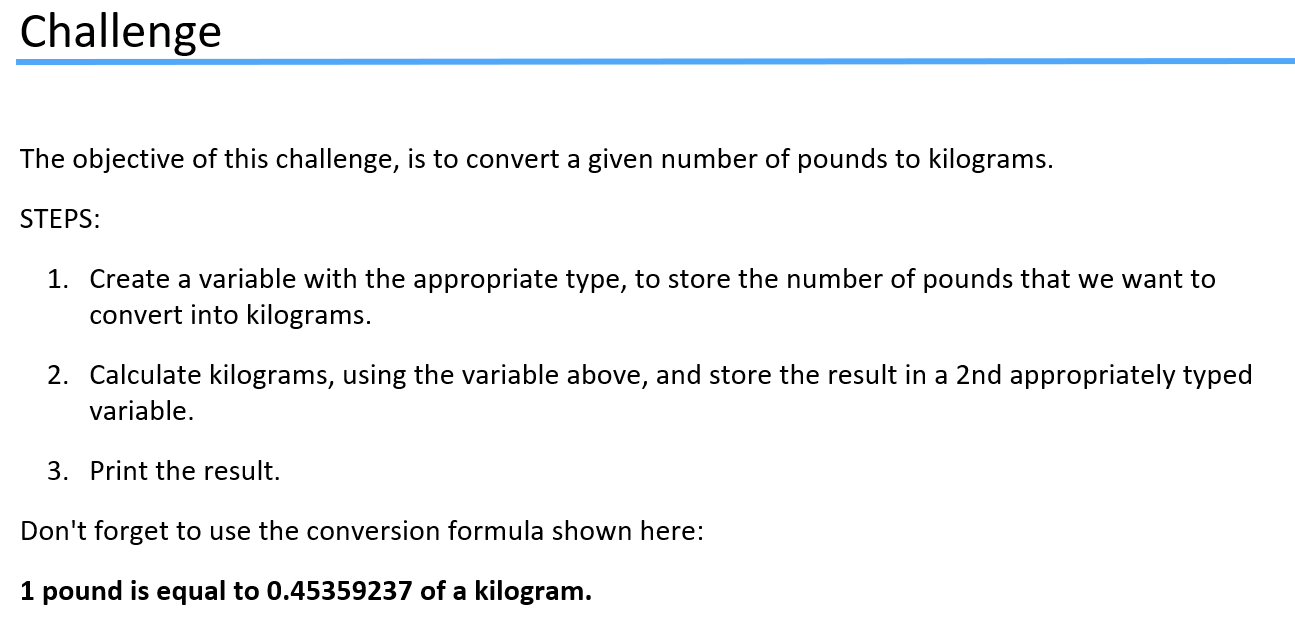 Challenge
The objective of this challenge, is to convert a given number of pounds to kilograms.
STEPS:
1. Create a variable with the appropriate type, to store the number of pounds that we want to
convert into kilograms.
2. Calculate kilograms, using the variable above, and store the result in a 2nd appropriately typed
variable.
3. Print the result.
Don't forget to use the conversion formula shown here:
1 pound is equal to 0.45359237 of a kilogram.